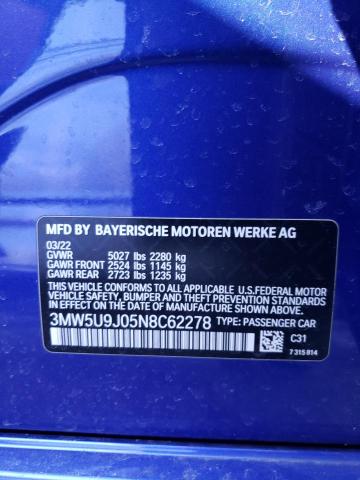 MFD BY BAYERISCHE MOTOREN WERKE AG
03/22
GVWR 5027 lbs 2280 kg
GAWR FRONT 2524 lbs 1145 kg
GAWR REAR 2723 lbs 1235 kg
THIS VEHICLE CONFORMS TO ALL APPLICABLE
U.S.FEDERAL MOTOR
VEHICLE SAFETY, BUMPER AND THEFT PREVENTION
STANDARDS IN EFFECT ON THE DATE OF MANUFACTURE SHOWN ABOVE.
3MW5U9J05N8C62278 TYPE: PASSENGER CAR
C31
7 315 814